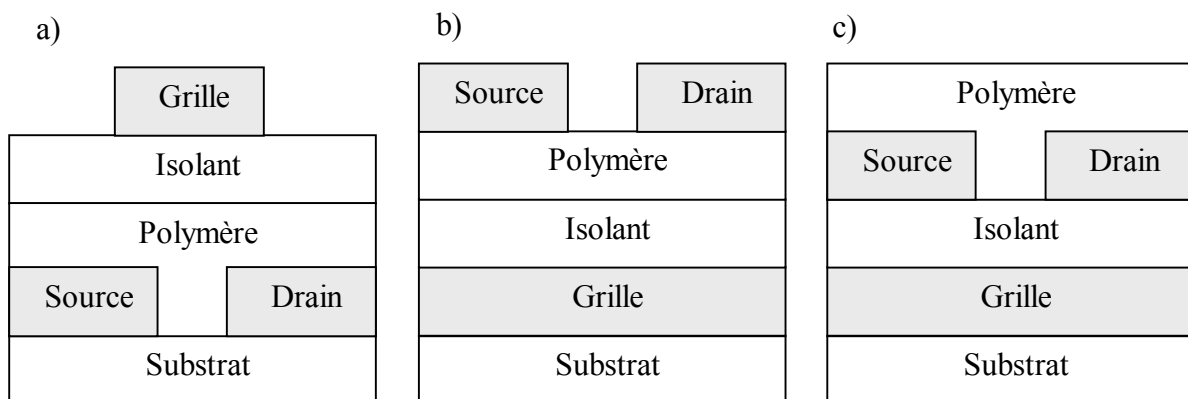 a)
Grille
Isolant
Polymère
Source Drain
Substrat
b)
Source Drain
Polymère
Isolant
Grille
Substrat
c)
Polymère
Source Drain
Isolant
Grille
Substrat